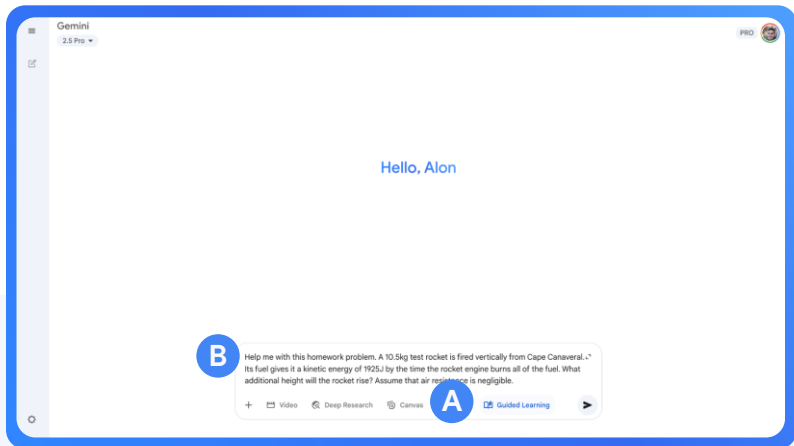 Gemini
2.5 Pro
PRO
Hello, Alon
B
Help me with this homework problem. A 10.5kg test rocket is fired vertically from Cape Canaveral.
Its fuel gives it a kinetic energy of 1925J by the time the rocket engine burns all of the fuel. What
additional height will the rocket rise? Assume that air resistance is negligible.
Video Deep Research Canvas A Guided Learning